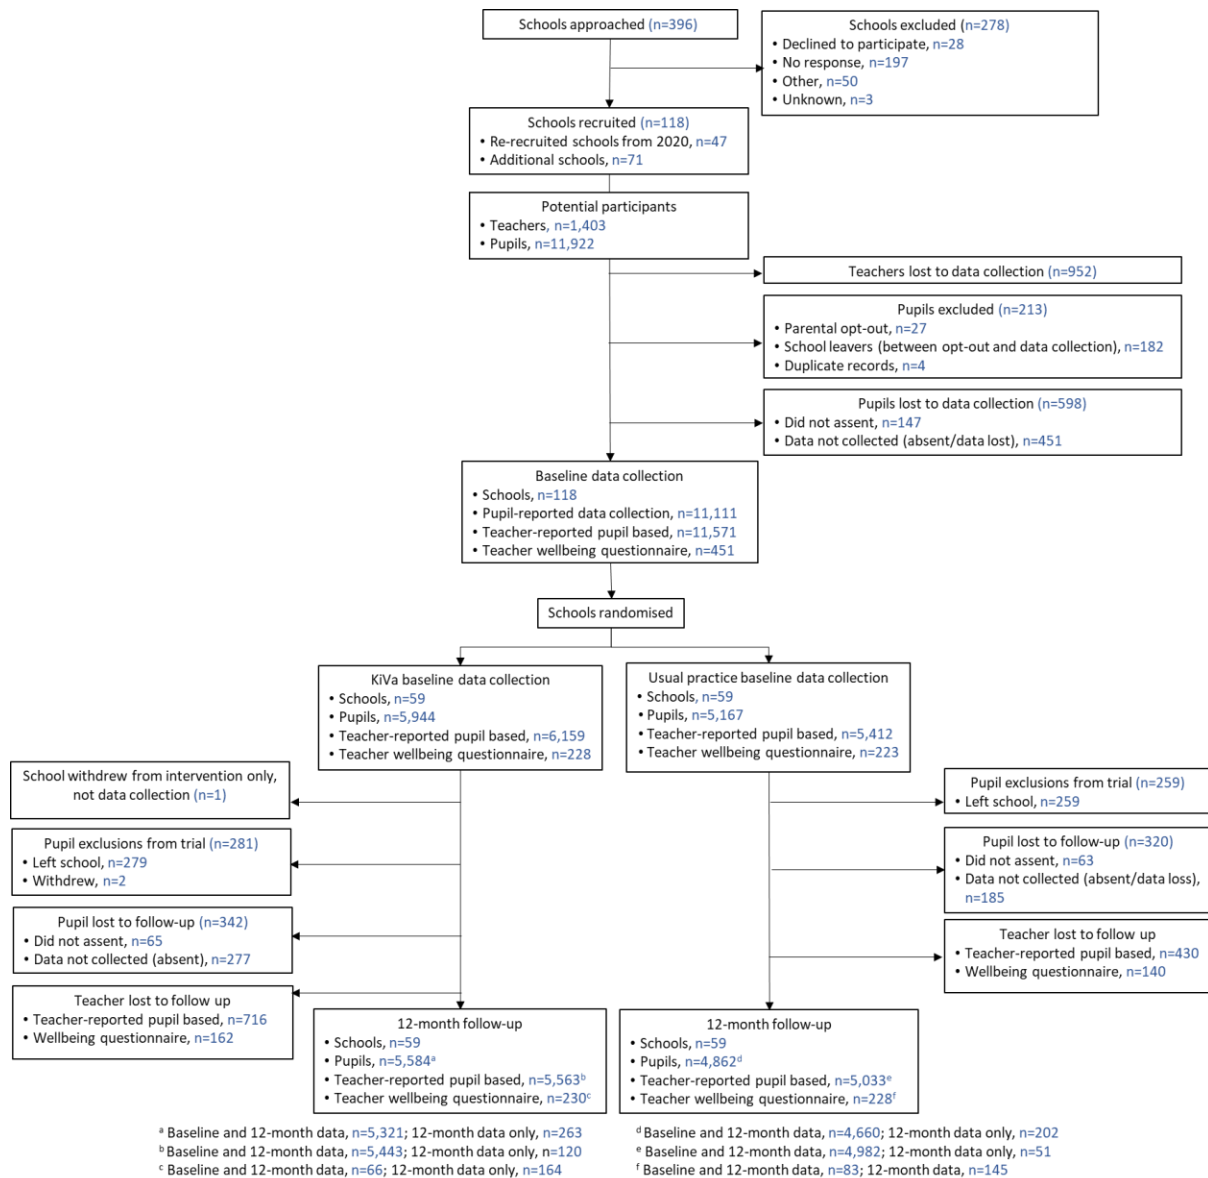 Schools approached (n=396)
Schools excluded (n=278)
• Declined to participate, n=28
• No response, n=197
• Other, n=50
• Unknown, n=3
Schools recruited (n=118)
• Re-recruited schools from 2020, n=47
• Additional schools, n=71
Potential participants
• Teachers, n=1,403
• Pupils, n=11,922
Teachers lost to data collection (n=952)
Pupils excluded (n=213)
• Parental opt-out, n=27
• School leavers (between opt-out and data collection), n=182
• Duplicate records, n=4
Pupils lost to data collection (n=598)
• Did not assent, n=147
• Data not collected (absent/data lost), n=451
Baseline data collection
• Schools, n=118
• Pupil-reported data collection, n=11,111
• Teacher-reported pupil based, n=11,571
• Teacher wellbeing questionnaire, n=451
Schools randomised
KiVa baseline data collection
• Schools, n=59
• Pupils, n=5,944
• Teacher-reported pupil based, n=6,159
• Teacher wellbeing questionnaire, n=228
Usual practice baseline data collection
• Schools, n=59
• Pupils, n=5,167
• Teacher-reported pupil based, n=5,412
• Teacher wellbeing questionnaire, n=223
School withdrew from intervention only,
not data collection (n=1)
Pupil exclusions from trial (n=281)
• Left school, n=279
• Withdrew, n=2
Pupil lost to follow-up (n=342)
• Did not assent, n=65
• Data not collected (absent), n=277
Teacher lost to follow up
• Teacher-reported pupil based, n=716
• Wellbeing questionnaire, n=162
Pupil exclusions from trial (n=259)
• Left school, n=259
Pupil lost to follow-up (n=320)
• Did not assent, n=63
• Data not collected (absent/data loss),
n=185
Teacher lost to follow up
• Teacher-reported pupil based, n=430
• Wellbeing questionnaire, n=140
12-month follow-up
• Schools, n=59
• Pupils, n=5,584ᵃ
• Teacher-reported pupil based, n=5,563ᵇ
• Teacher wellbeing questionnaire, n=230ᶜ
12-month follow-up
• Schools, n=59
• Pupils, n=4,862ᵈ
• Teacher-reported pupil based, n=5,033ᵉ
• Teacher wellbeing questionnaire, n=228ᶠ
ᵃ Baseline and 12-month data, n=5,321; 12-month data only, n=263
ᵇ Baseline and 12-month data, n=5,443; 12-month data only n=120
ᶜ Baseline and 12-month data, n=66; 12-month data only, n=164
ᵈ Baseline and 12-month data, n=4,660; 12-month data only, n=202
ᵉ Baseline and 12-month data, n=4,982; 12-month data only, n=51
ᶠ Baseline and 12-month data, n=83; 12-month data, n=145